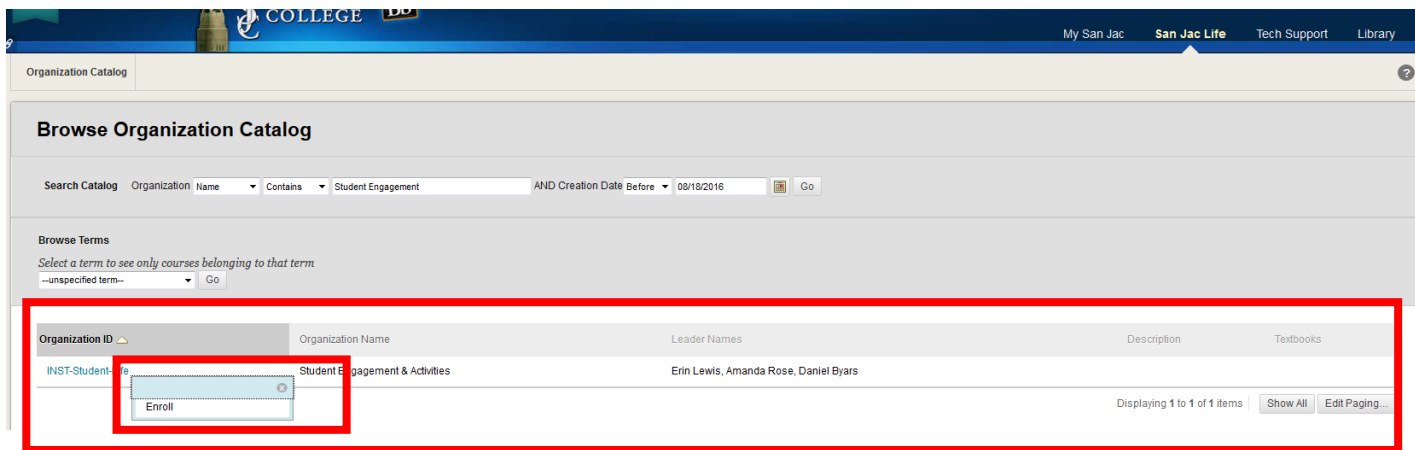 COLLEGE Bb
My San Jac San Jac Life Tech Support Library
Organization Catalog ?
Browse Organization Catalog
Search Catalog Organization Name Contains Student Engagement AND Creation Date Before 08/18/2016 Go
Browse Terms
Select a term to see only courses belonging to that term
--unspecified term-- Go
Organization ID Organization Name Leader Names Description Textbooks
Student Engagement & Activities Erin Lewis, Amanda Rose, Daniel Byars
Enroll
Displaying 1 to 1 of 1 items Show All Edit Paging...